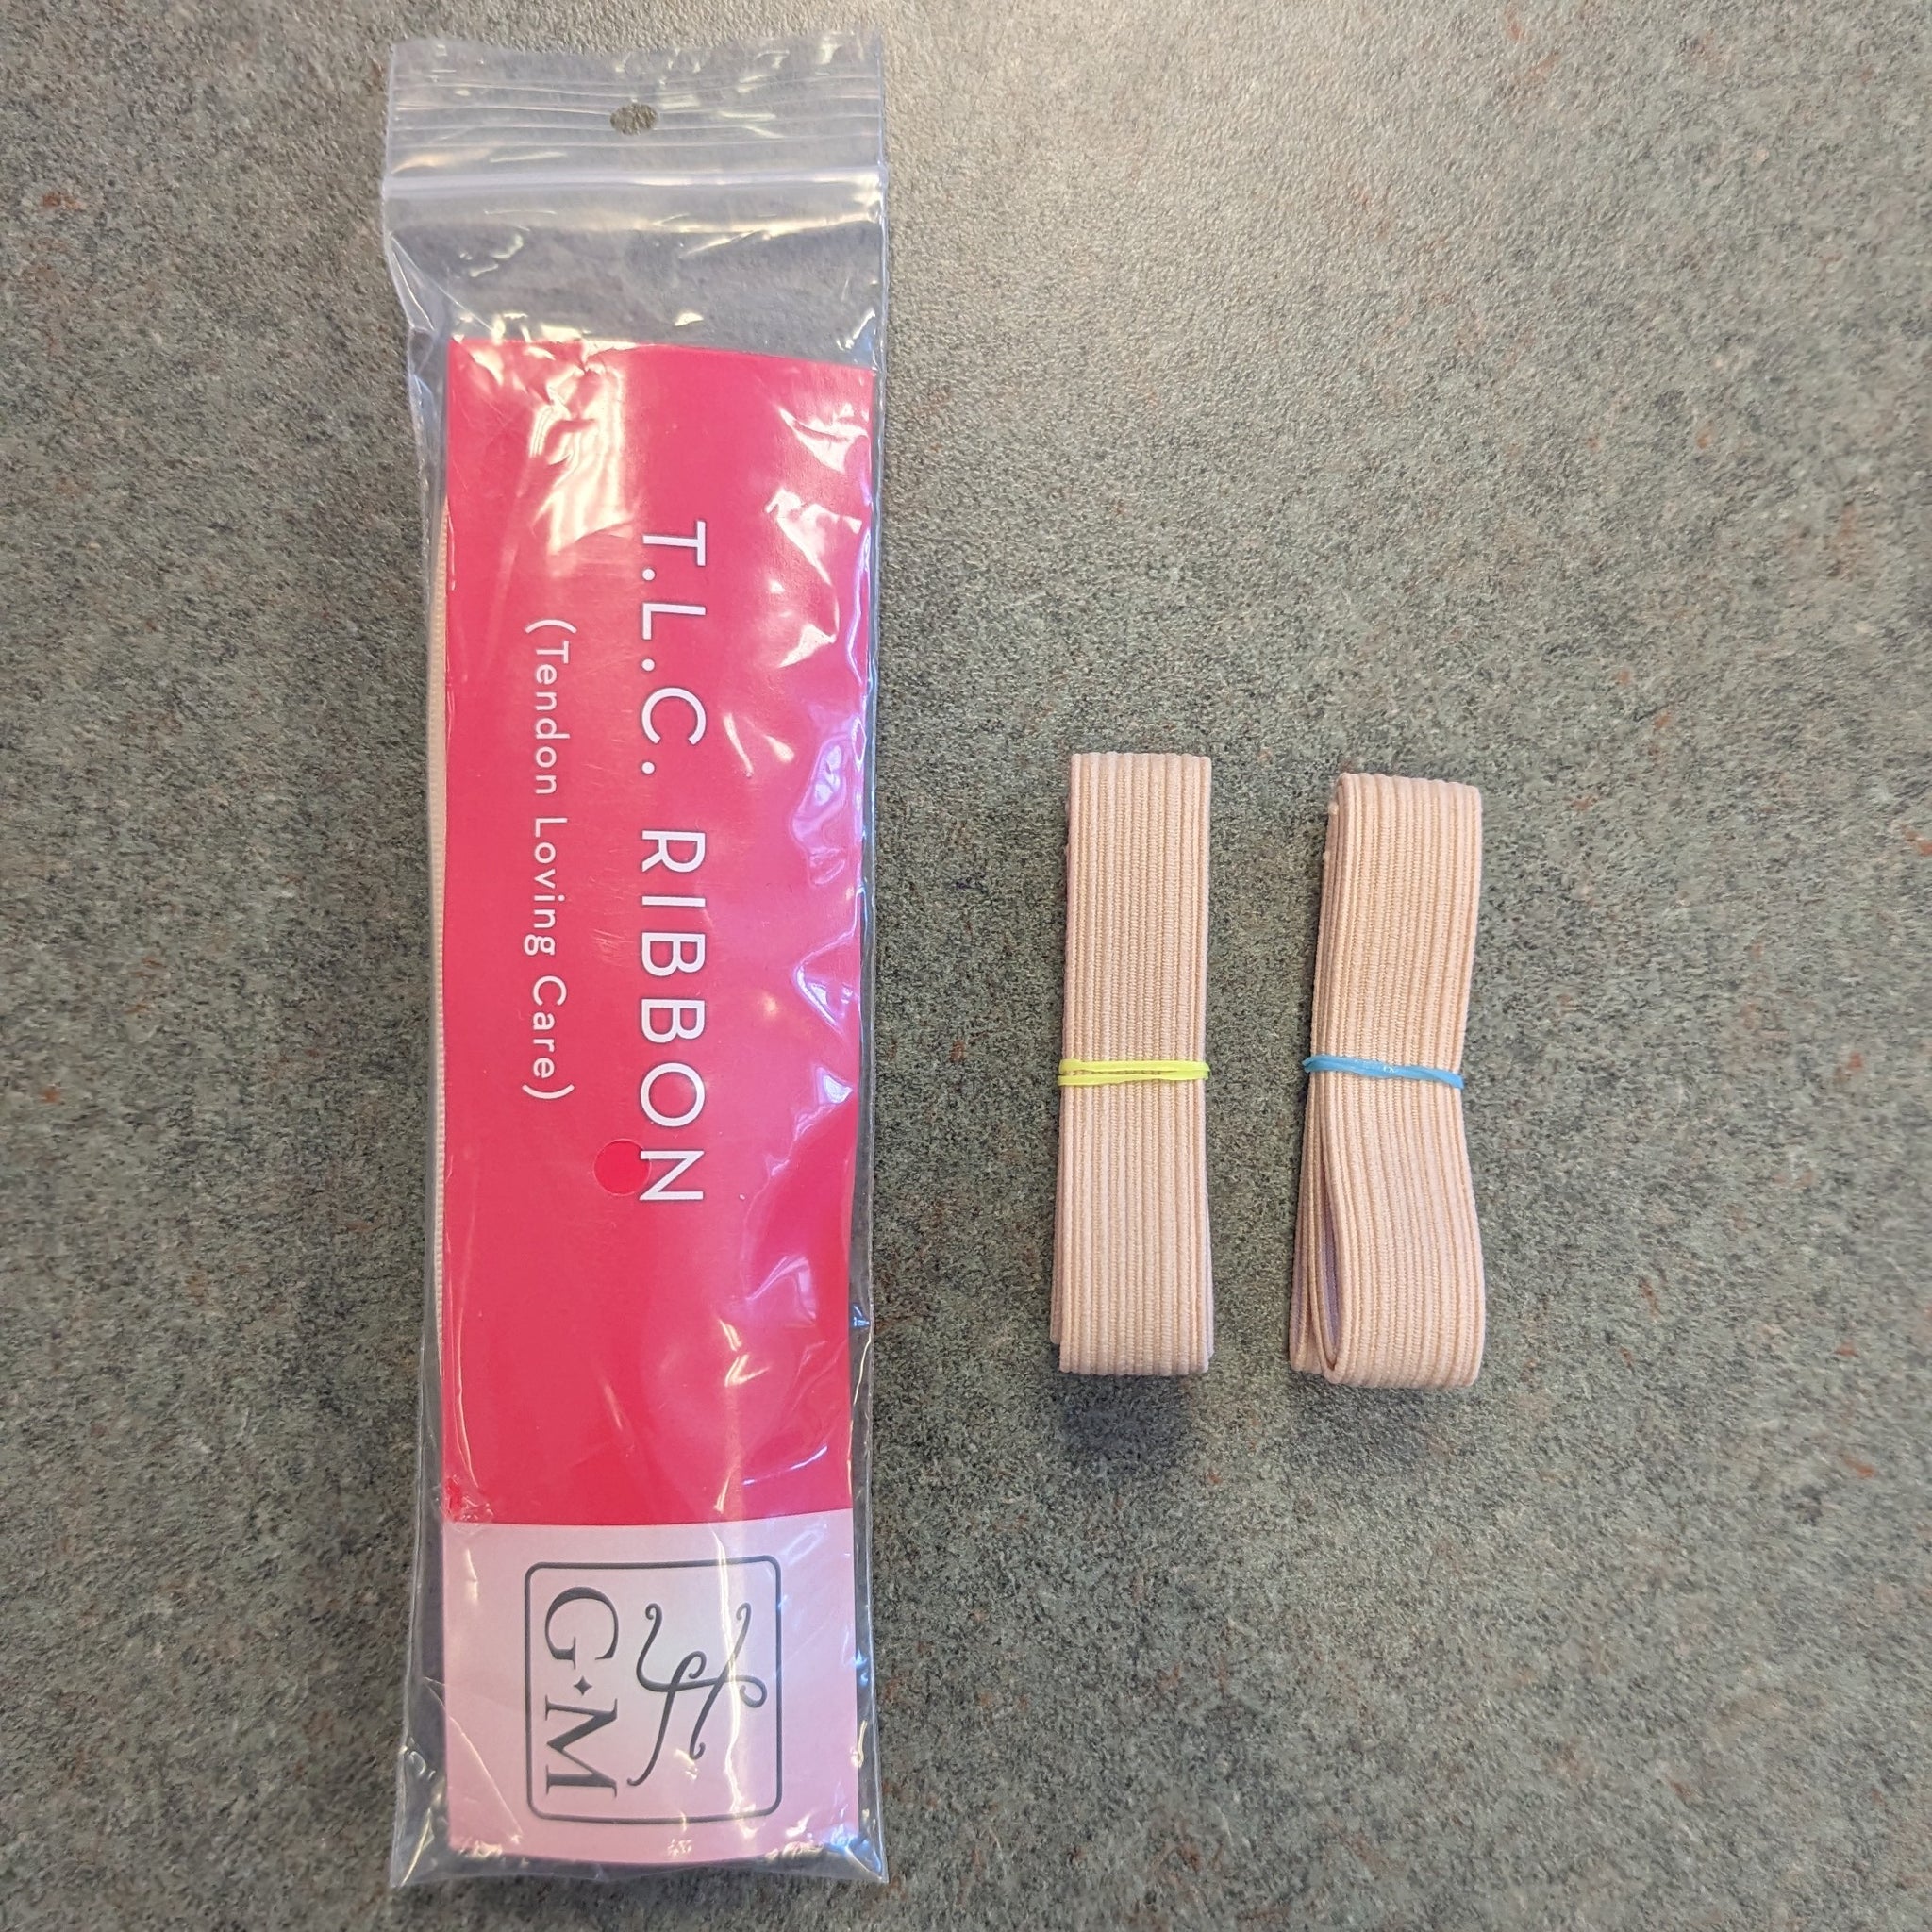 T.L.C. RIBBON
(Tendon Loving Care)
G✦M